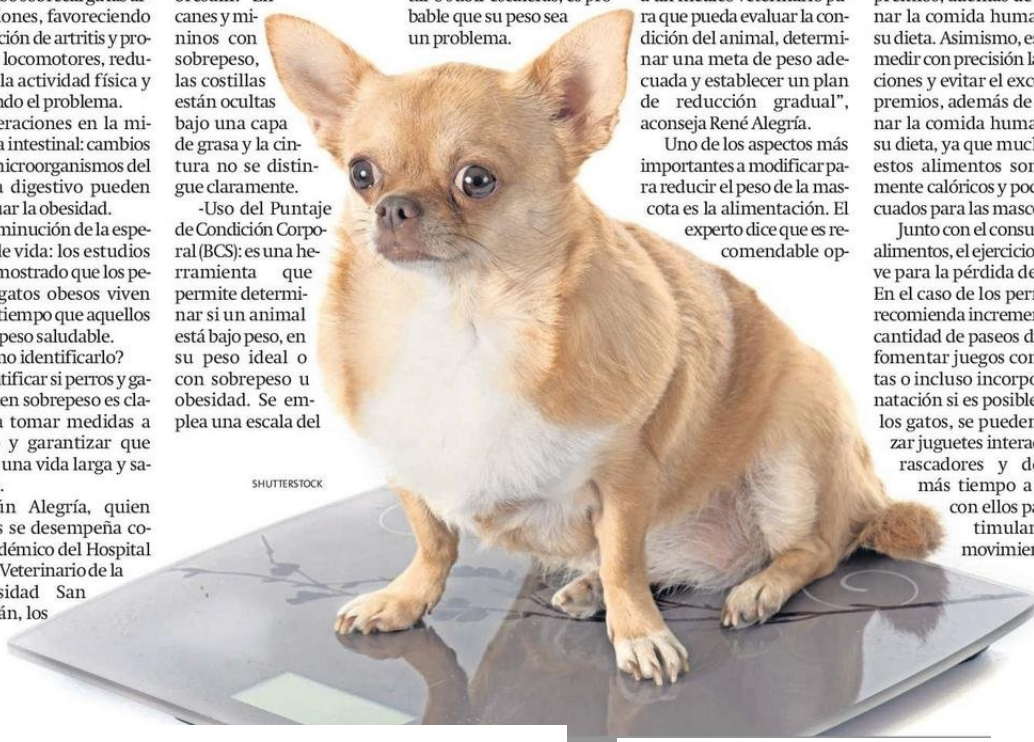 iones, favoreciendo
ción de artritis y pro-
locomotores, redu-
la actividad física y
ndo el problema.
eraciones en la mi-
a intestinal: cambios
microorganismos del
digestivo pueden
uar la obesidad.
minución de la espe-
de vida: los estudios
mostrado que los pe-
gatos obesos viven
tiempo que aquellos
peso saludable.
mo identificarlo?
tificar si perros y ga-
en sobrepeso es cla-
a tomar medidas a
y garantizar que
una vida larga y sa-
ún Alegría, quien
s se desempeña co-
démico del Hospital
Veterinario de la
sidad San
án, los
canes y mi-
ninos con
sobrepeso,
las costillas
están ocultas
bajo una capa
de grasa y la cin-
tura no se distin-
gue claramente.
-Uso del Puntaje
de Condición Corpo-
ral (BCS): es una he-
rramienta que
permite determi-
nar si un animal
está bajo peso, en
su peso ideal o
con sobrepeso u
obesidad. Se em-
plea una escala del
SHUTTERSTOCK
bable que su peso sea
un problema.
a un médico veterinario pa-
ra que pueda evaluar la con-
dición del animal, determi-
nar una meta de peso ade-
cuada y establecer un plan
de reducción gradual”,
aconseja René Alegría.
Uno de los aspectos más
importantes a modificar pa-
ra reducir el peso de la mas-
cota es la alimentación. El
experto dice que es re-
comendable op-
premios, además de
nar la comida huma
su dieta. Asimismo, es
medir con precisión la
ciones y evitar el exc
premios, además de
nar la comida huma
su dieta, ya que much
estos alimentos son
mente calóricos y poc
cuados para las masc
Junto con el consu
alimentos, el ejercicio
ve para la pérdida de
En el caso de los perr
recomienda increme
cantidad de paseos d
fomentar juegos con
tas o incluso incorpo
natación si es posible
los gatos, se pueden
zar juguetes interac
rascadores y de
más tiempo a
con ellos pa
timular
movimien